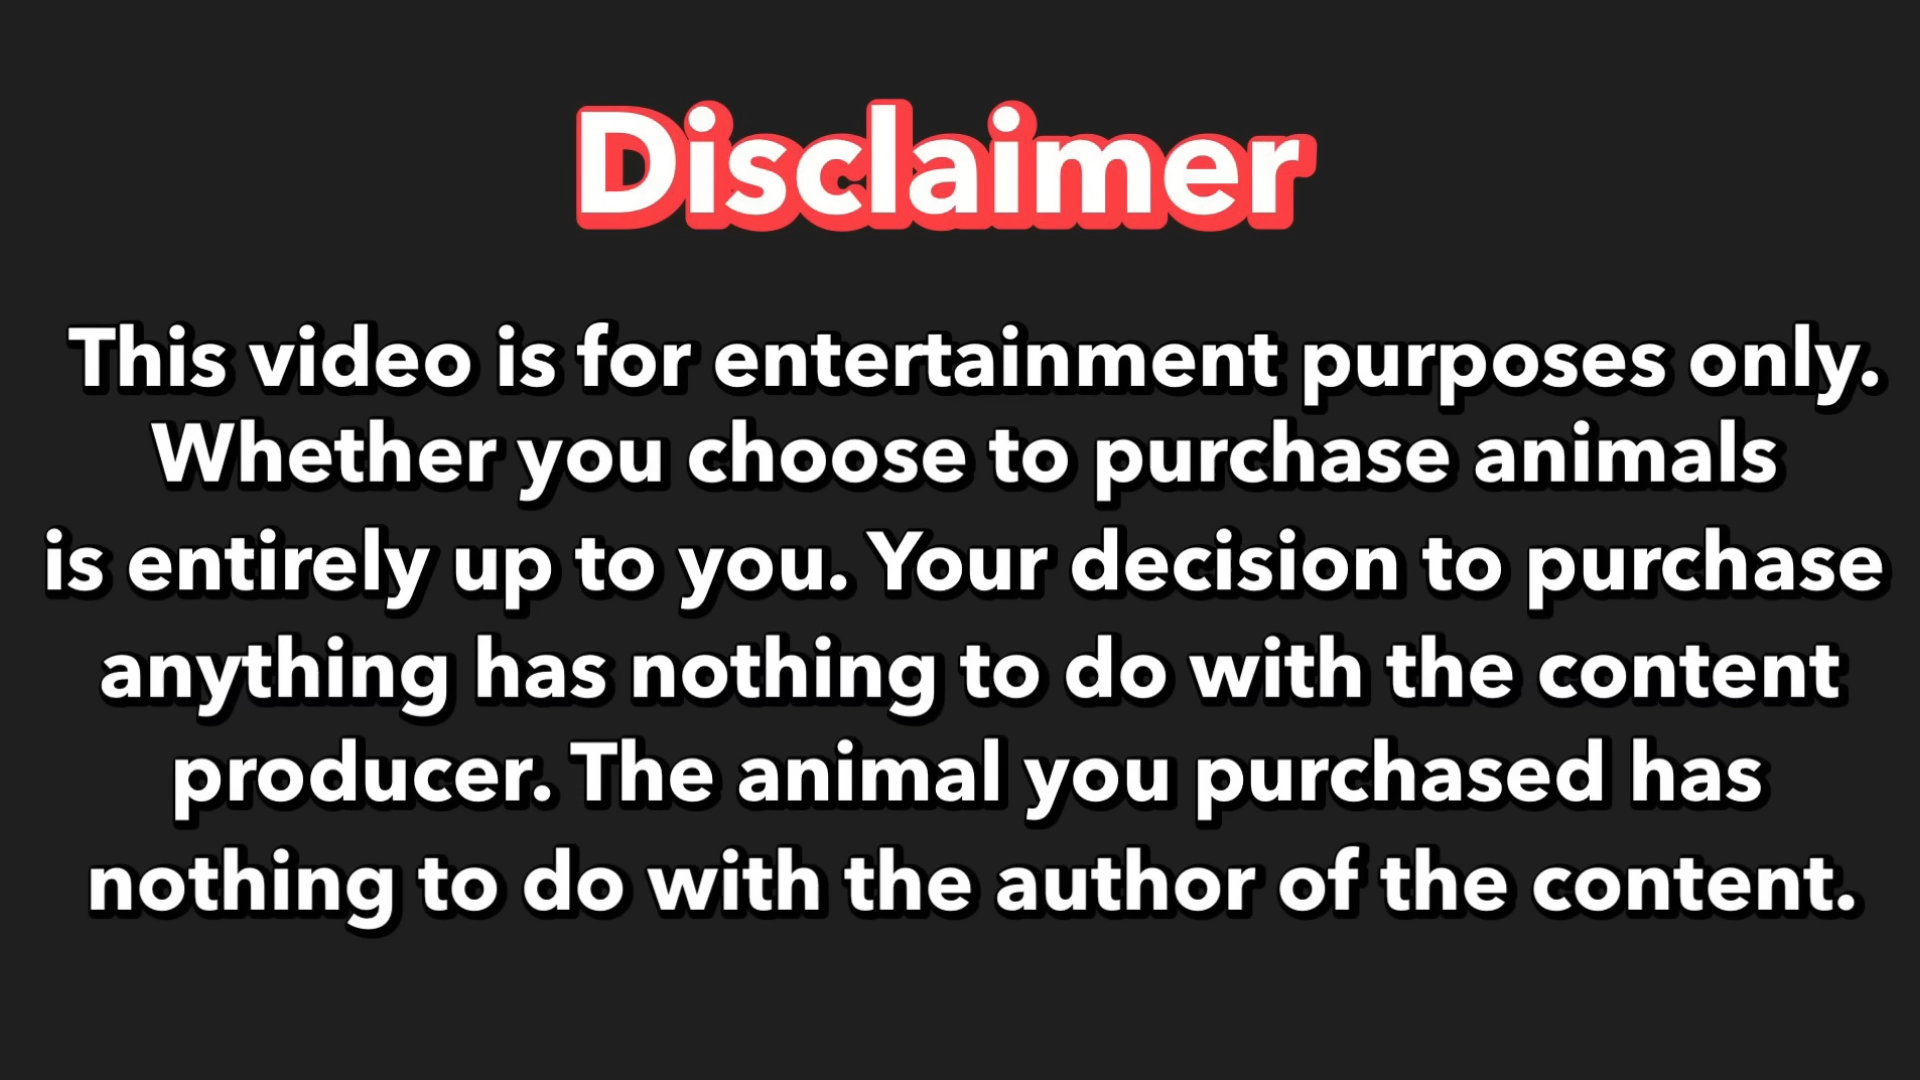 Disclaimer
This video is for entertainment purposes only.
Whether you choose to purchase animals
is entirely up to you. Your decision to purchase
anything has nothing to do with the content
producer. The animal you purchased has
nothing to do with the author of the content.